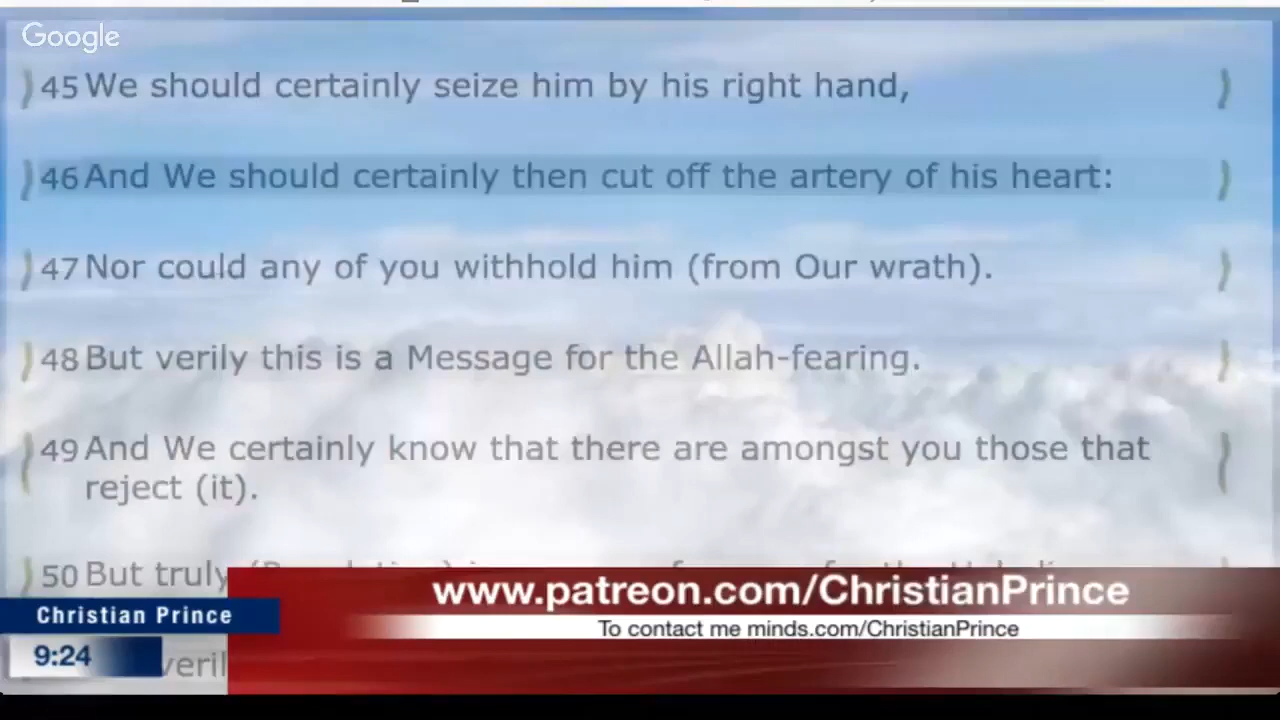 Google
45 We should certainly seize him by his right hand,
46 And We should certainly then cut off the artery of his heart:
47 Nor could any of you withhold him (from Our wrath).
48 But verily this is a Message for the Allah-fearing.
49 And We certainly know that there are amongst you those that
reject (it).
50 But truly
www.patreon.com/ChristianPrince
Christian Prince
To contact me minds.com/ChristianPrince
9:24